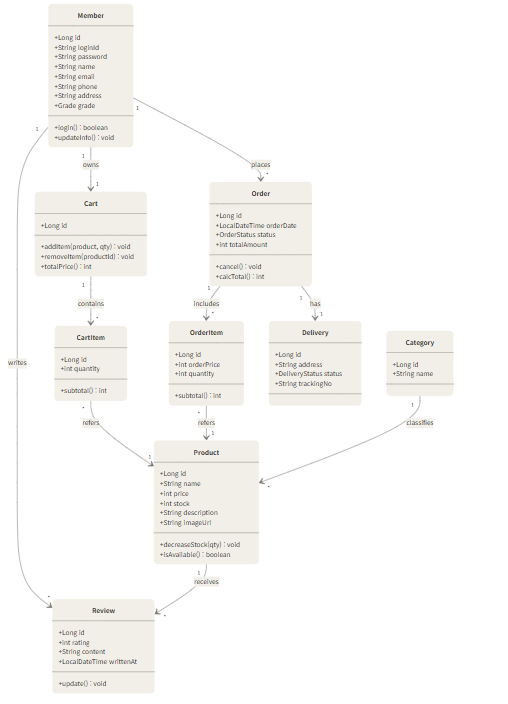 Member
+Long id
+String loginId
+String password
+String name
+String email
+String phone
+String address
+Grade grade
+login() : boolean
+updateInfo() : void
1
1
1
owns
places
1
*
Cart
+Long id
+addItem(product, qty) : void
+removeItem(productId) : void
+totalPrice() : int
Order
+Long id
+LocalDateTime orderDate
+OrderStatus status
+int totalAmount
+cancel() : void
+calcTotal() : int
1
1
1
contains
includes
has
*
*
1
CartItem
+Long id
+int quantity
+subtotal() : int
OrderItem
+Long id
+int orderPrice
+int quantity
+subtotal() : int
Delivery
+Long id
+String address
+DeliveryStatus status
+String trackingNo
Category
+Long id
+String name
writes
*
*
1
refers
refers
classifies
1
1
*
Product
+Long id
+String name
+int price
+int stock
+String description
+String imageUrl
+decreaseStock(qty) : void
+isAvailable() : boolean
1
receives
*
*
Review
+Long id
+int rating
+String content
+LocalDateTime writtenAt
+update() : void